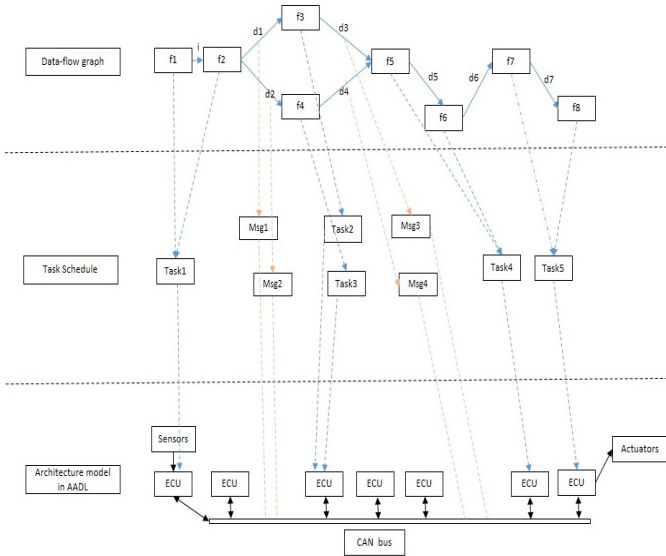 f3
d1
d3
i
Data-flow graph
f1
f2
f5
f7
d5
d6
d7
d2
d4
f4
f6
f8
Msg1
Task2
Msg3
Task Schedule
Task1
Msg2
Task3
Msg4
Task4
Task5
Sensors
Actuators
Architecture model
in AADL
ECU
ECU
ECU
ECU
ECU
ECU
ECU
CAN bus